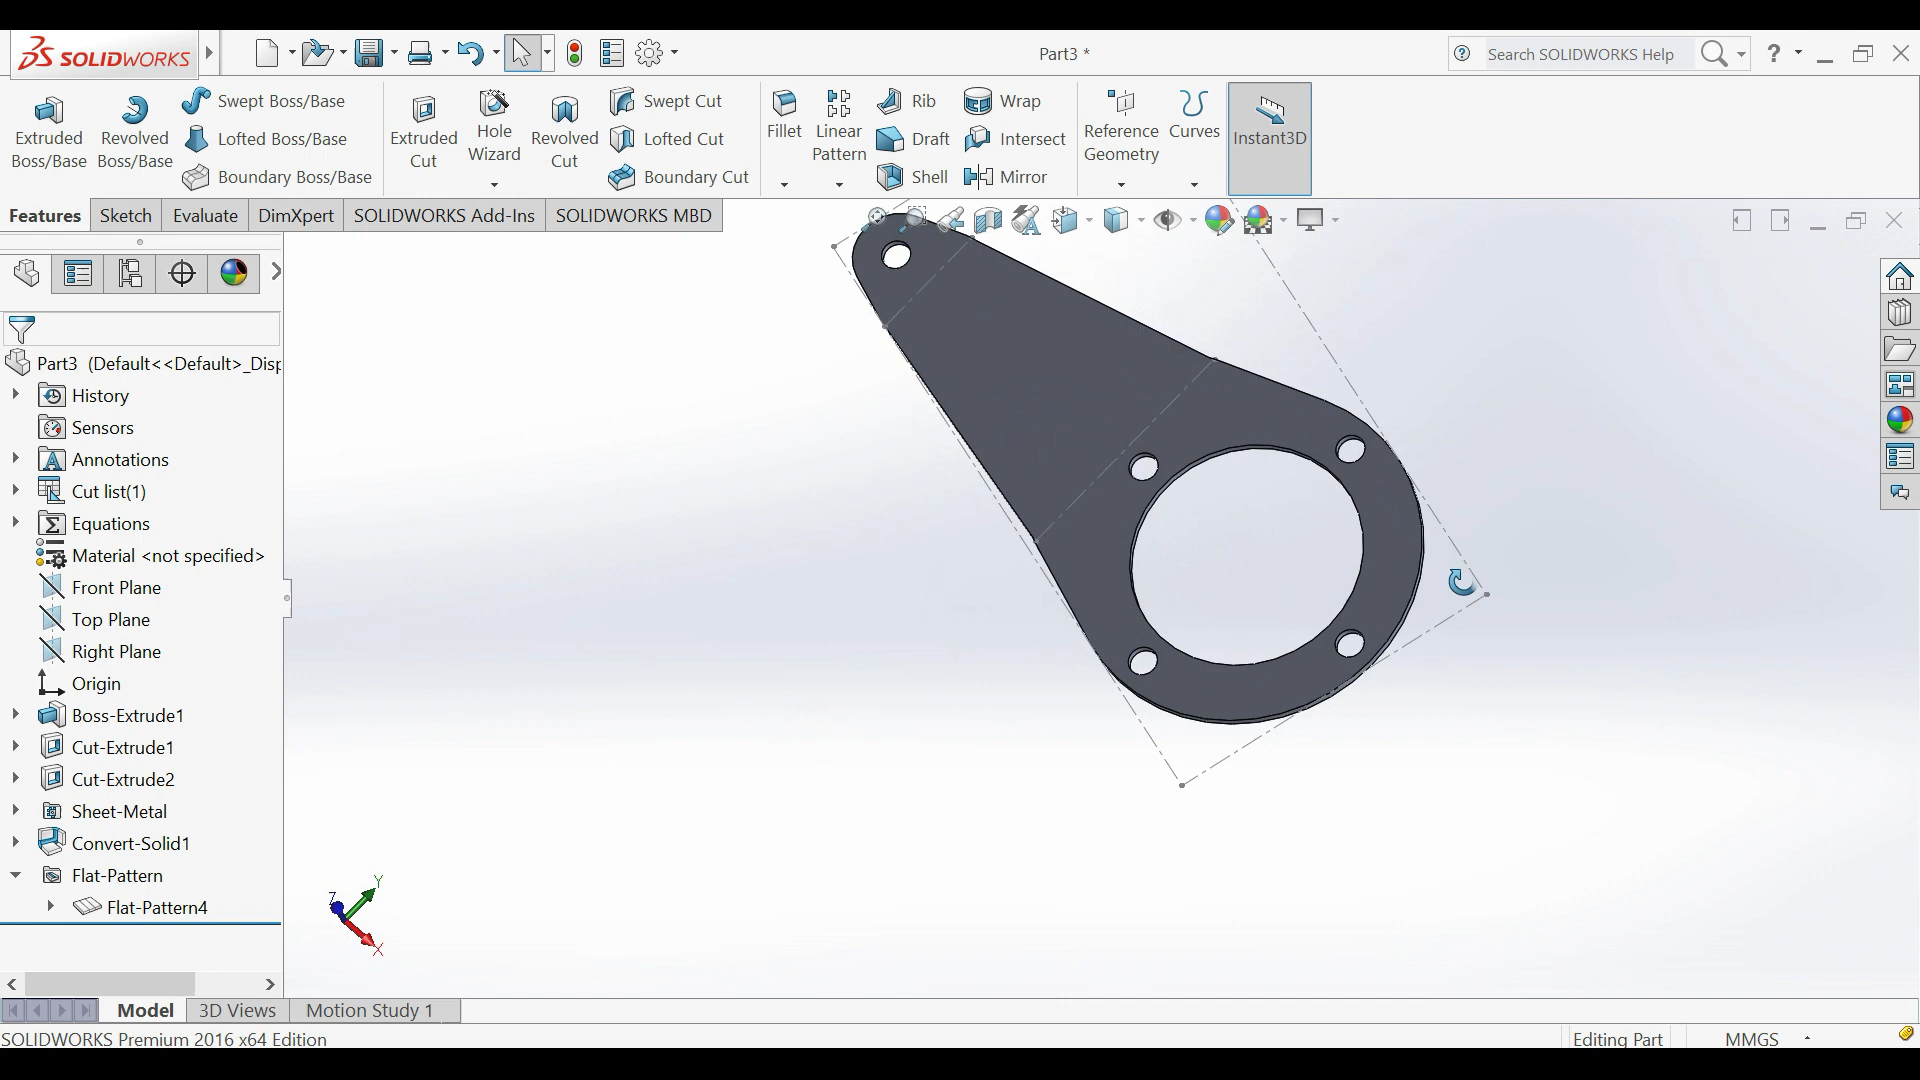 SOLIDWORKS
Part3 *
Search SOLIDWORKS Help
?
Extruded Boss/Base
Revolved Boss/Base
Swept Boss/Base
Lofted Boss/Base
Boundary Boss/Base
Extruded Cut
Hole Wizard
Revolved Cut
Swept Cut
Lofted Cut
Boundary Cut
Fillet
Linear Pattern
Rib
Draft
Shell
Wrap
Intersect
Mirror
Reference Geometry
Curves
Instant3D
Features
Sketch
Evaluate
DimXpert
SOLIDWORKS Add-Ins
SOLIDWORKS MBD
Part3 (Default<<Default>_Disp
History
Sensors
Annotations
Cut list(1)
Equations
Material <not specified>
Front Plane
Top Plane
Right Plane
Origin
Boss-Extrude1
Cut-Extrude1
Cut-Extrude2
Sheet-Metal
Convert-Solid1
Flat-Pattern
Flat-Pattern4
Y
Z
X
Model
3D Views
Motion Study 1
SOLIDWORKS Premium 2016 x64 Edition
Editing Part
MMGS